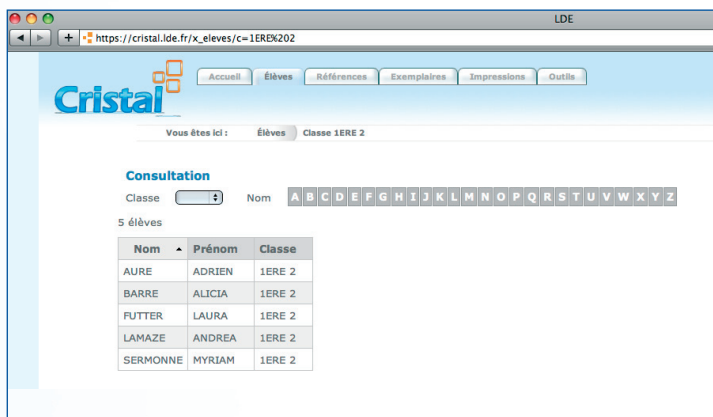 LDE
https://cristal.lde.fr/x_eleves/c=1ERE%202
Cristal
Accueil Élèves Références Exemplaires Impressions Outils
Vous êtes ici : Élèves Classe 1ERE 2
Consultation
Classe Nom A B C D E F G H I J K L M N O P Q R S T U V W X Y Z
5 élèves
Nom Prénom Classe
AURE ADRIEN 1ERE 2
BARRE ALICIA 1ERE 2
FUTTER LAURA 1ERE 2
LAMAZE ANDREA 1ERE 2
SERMONNE MYRIAM 1ERE 2